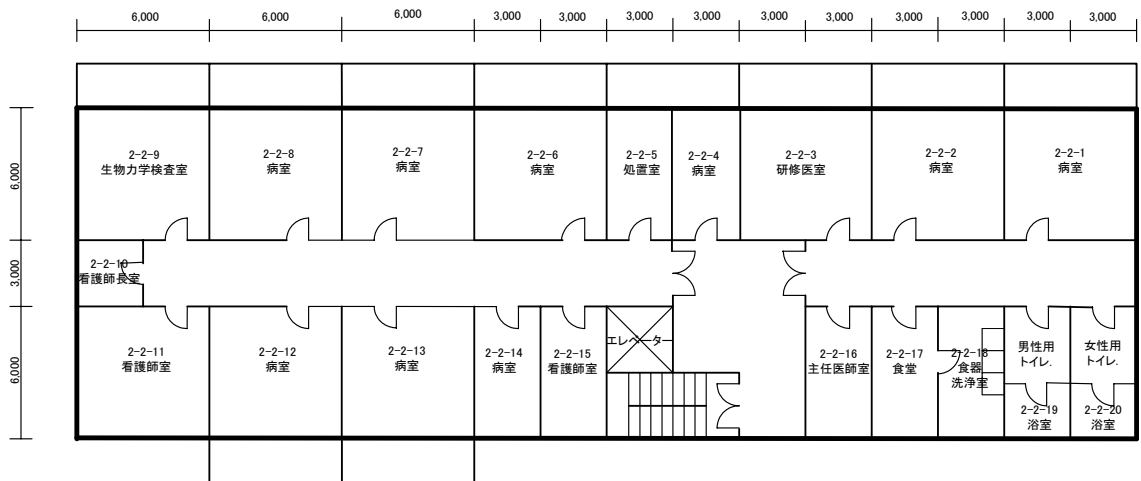 6,000
6,000
6,000
3,000
3,000
3,000
3,000
3,000
3,000
3,000
3,000
3,000
6,000
3,000
6,000
2-2-9
生物力学検査室
2-2-8
病室
2-2-7
病室
2-2-6
病室
2-2-5
処置室
2-2-4
病室
2-2-3
研修医室
2-2-2
病室
2-2-1
病室
2-2-10
看護師長室
2-2-11
看護師室
2-2-12
病室
2-2-13
病室
2-2-14
病室
2-2-15
看護師室
エレベーター
2-2-16
主任医師室
2-2-17
食堂
2-2-18
食器
洗浄室
男性用
トイレ.
女性用
トイレ.
2-2-19
浴室
2-2-20
浴室